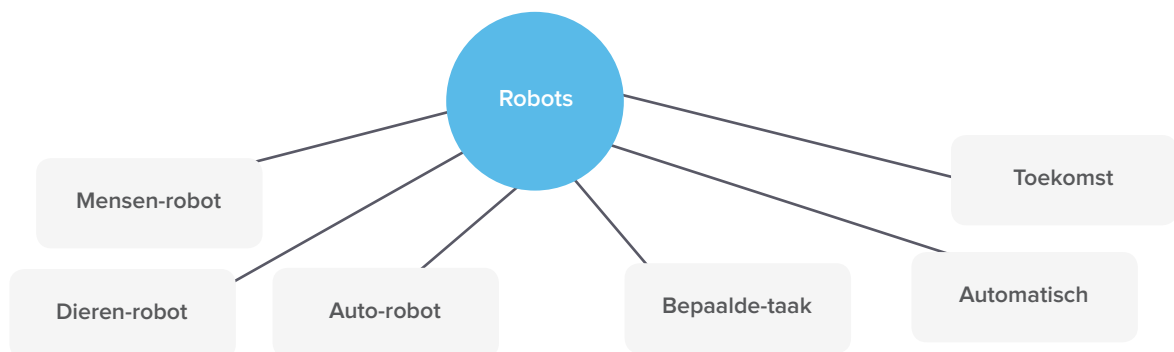 Robots
Mensen-robot
Toekomst
Dieren-robot
Auto-robot
Bepaalde-taak
Automatisch